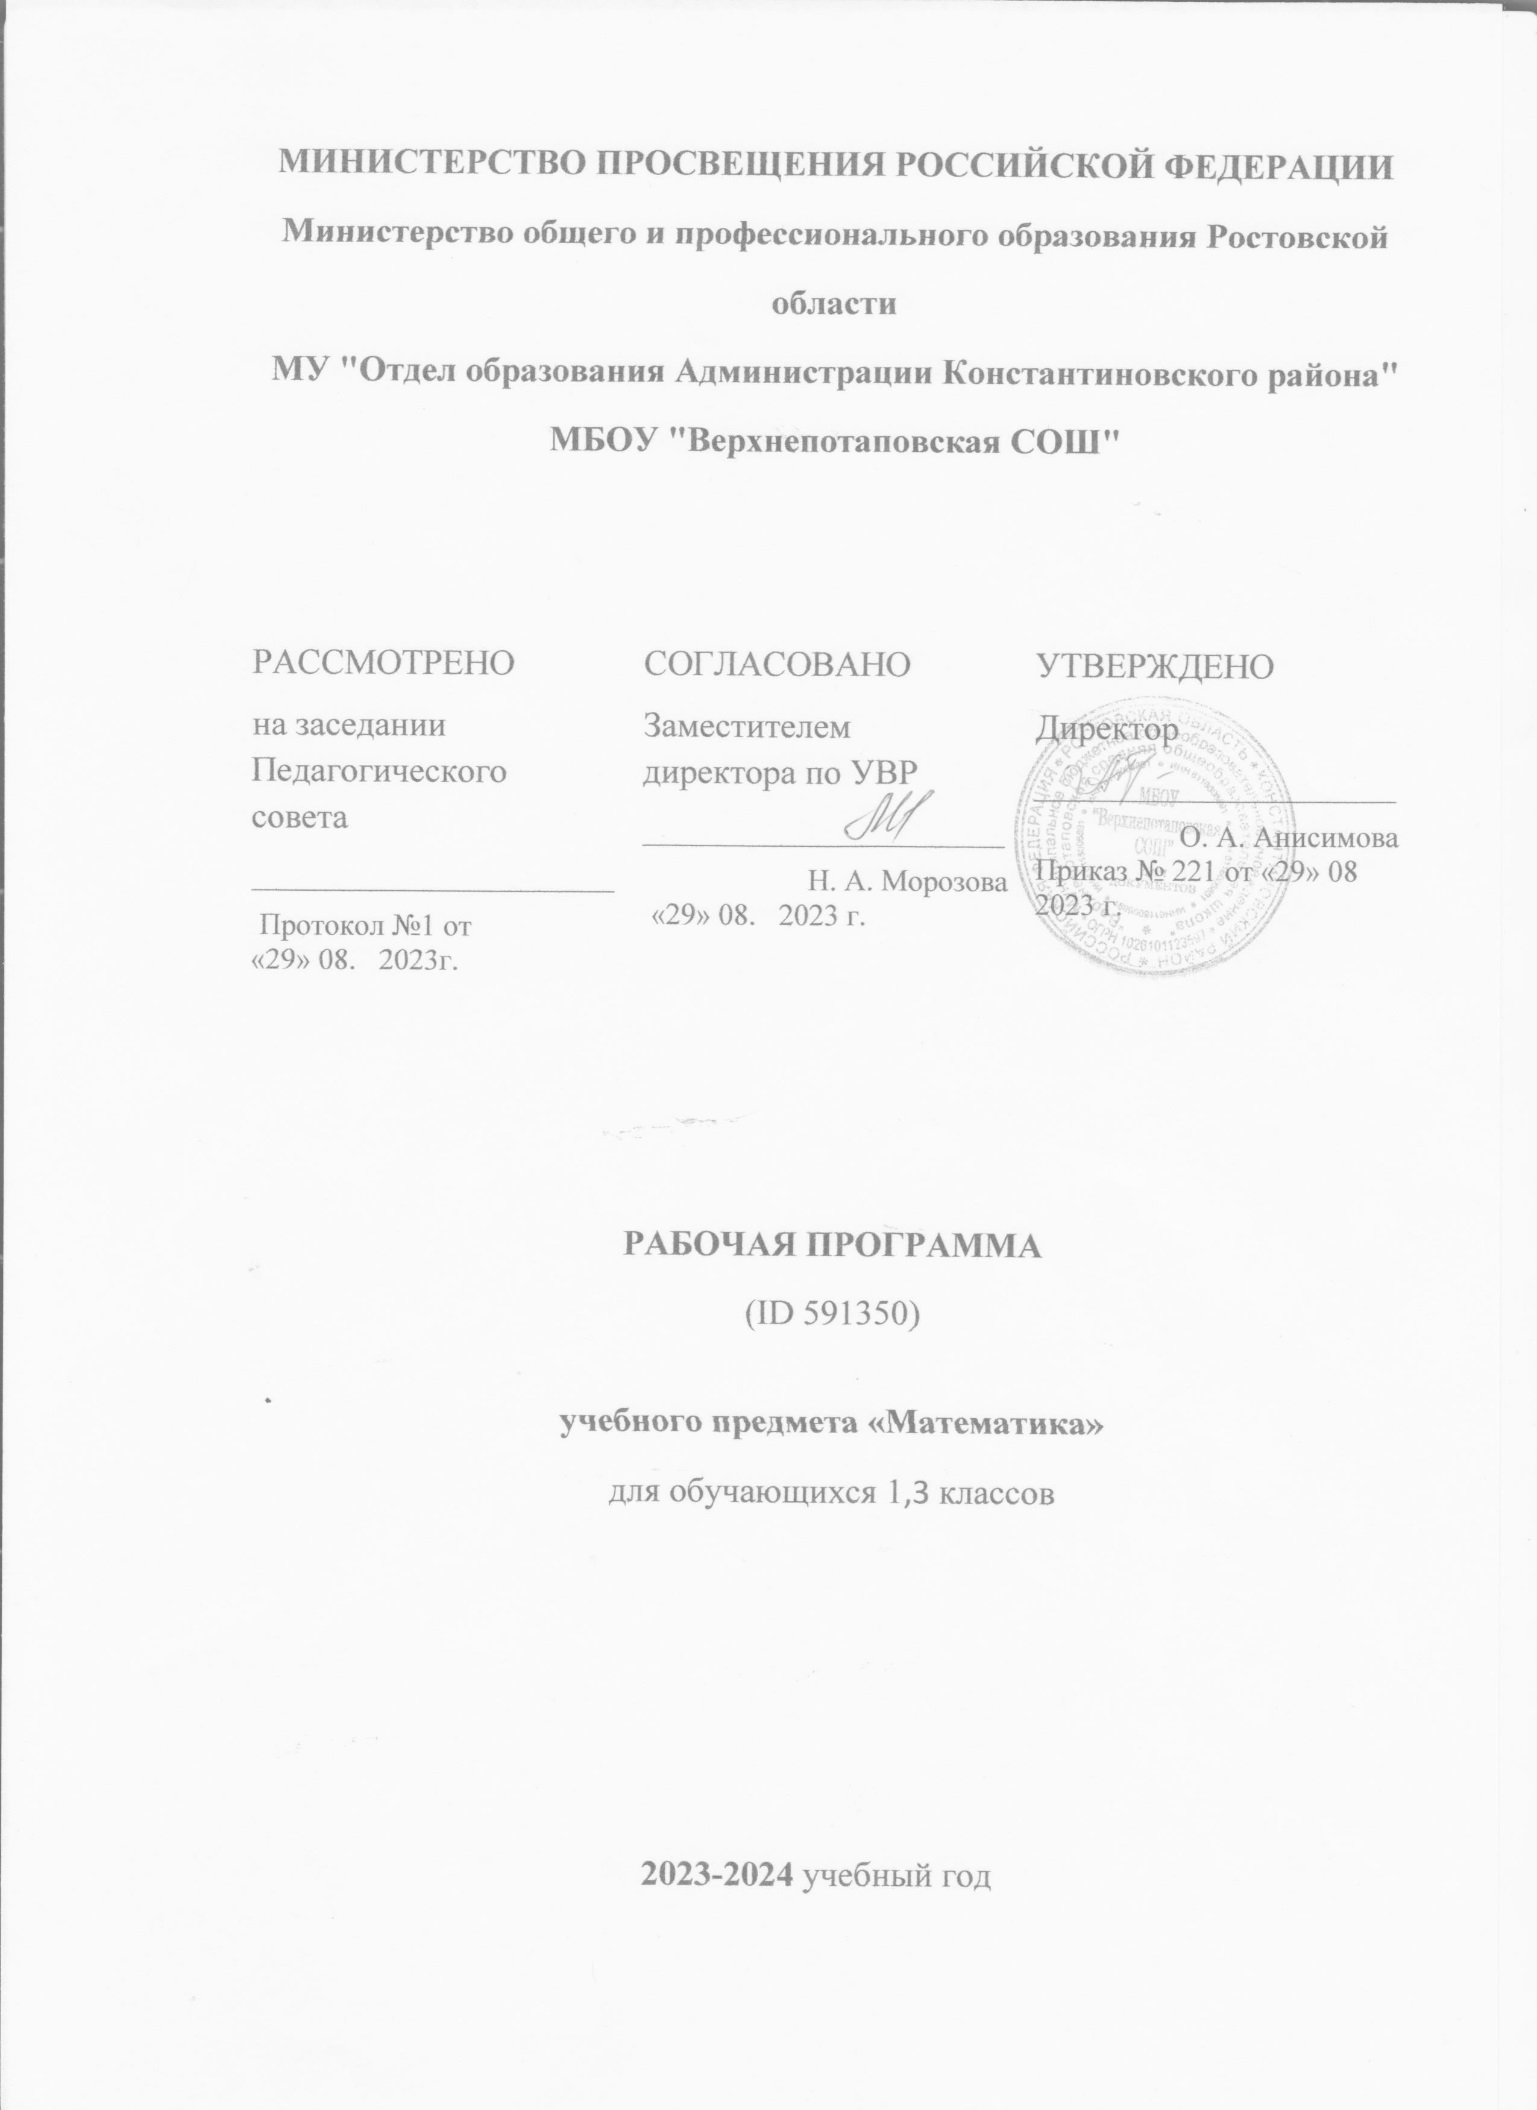 МИНИСТЕРСТВО ПРОСВЕЩЕНИЯ РОССИЙСКОЙ ФЕДЕРАЦИИ
Министерство общего и профессионального образования Ростовской
области
МУ "Отдел образования Администрации Константиновского района"
МБОУ "Верхнепотаповская СОШ"
РАССМОТРЕНО
на заседании
Педагогического
совета
Протокол №1 от
«29» 08. 2023г.
СОГЛАСОВАНО
Заместителем
директора по УВР
Н. А. Морозова
«29» 08. 2023 г.
УТВЕРЖДЕНО
Директор
О. А. Анисимова
Приказ № 221 от «29» 08
2023 г.
МБОУ
"Верхнепотаповская
СОШ"
РАБОЧАЯ ПРОГРАММА
(ID 591350)
учебного предмета «Математика»
для обучающихся 1,3 классов
2023-2024 учебный год